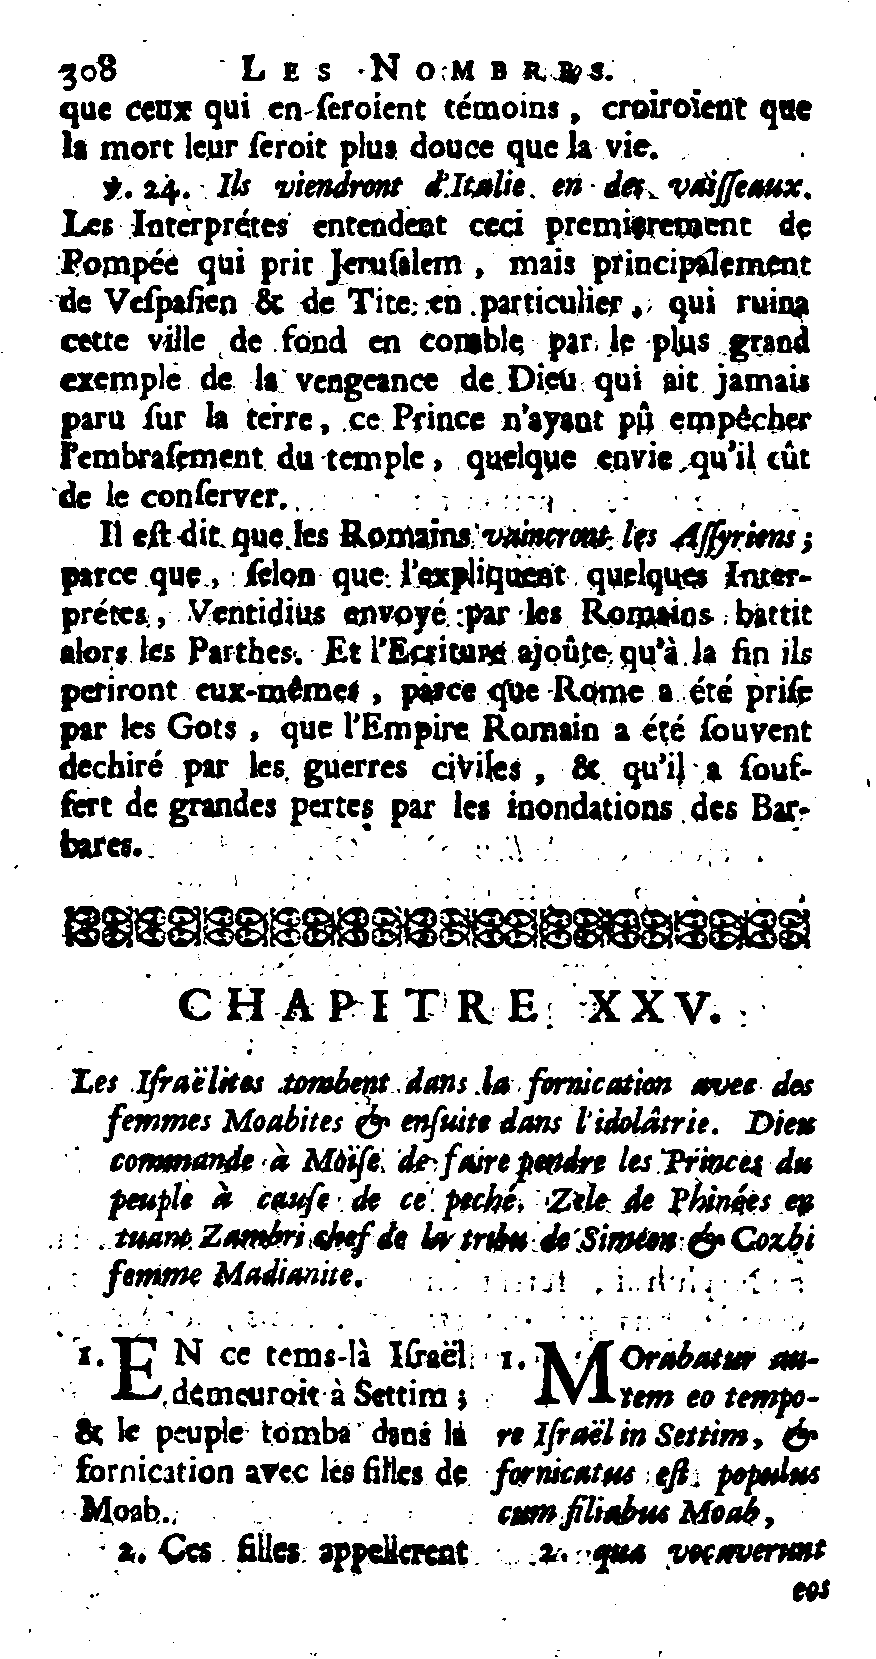 308 LES NOMBRES.
que ceux qui en ſeroient témoins, croiroient que
la mort leur ſeroit plus douce que la vie.
℣. 24. Ils viendront d'Italie en des vaiſſeaux.
Les Interprétes entendent ceci premierement de
Pompée qui prit Jeruſalem, mais principalement
de Veſpaſien & de Tite en particulier, qui ruina
cette ville de fond en comble par le plus grand
exemple de la vengeance de Dieu qui ait jamais
paru ſur la terre, ce Prince n'ayant pû empêcher
l'embraſement du temple, quelque envie qu'il eût
de le conſerver.
Il eſt dit que les Romains vaincront les Aſſyriens;
parce que, ſelon que l'expliquent quelques Inter-
prétes, Ventidius envoyé par les Romains battit
alors les Parthes. Et l'Ecriture ajoûte qu'à la fin ils
periront eux-mêmes, parce que Rome a été priſe
par les Gots, que l'Empire Romain a été ſouvent
dechiré par les guerres civiles, & qu'il a ſouf-
fert de grandes pertes par les inondations des Bar-
bares.
CHAPITRE XXV.
Les Iſraëlites tombent dans la fornication avec des
femmes Moabites & enſuite dans l'idolâtrie. Dieu
commande à Moïſe de faire pendre les Princes du
peuple à cauſe de ce peché. Zele de Phinées en
tuant Zambri chef de la tribu de Siméon & Cozbi
femme Madianite.
1. EN ce tems-là Iſraël
demeuroit à Settim;
& le peuple tomba dans la
fornication avec les filles de
Moab.
2. Ces filles appellerent
1. MOrabatur au-
tem eo tempo-
re Iſraël in Settim, &
fornicatus eſt populus
cum filiabus Moab,
2. quæ vocaverunt
eos